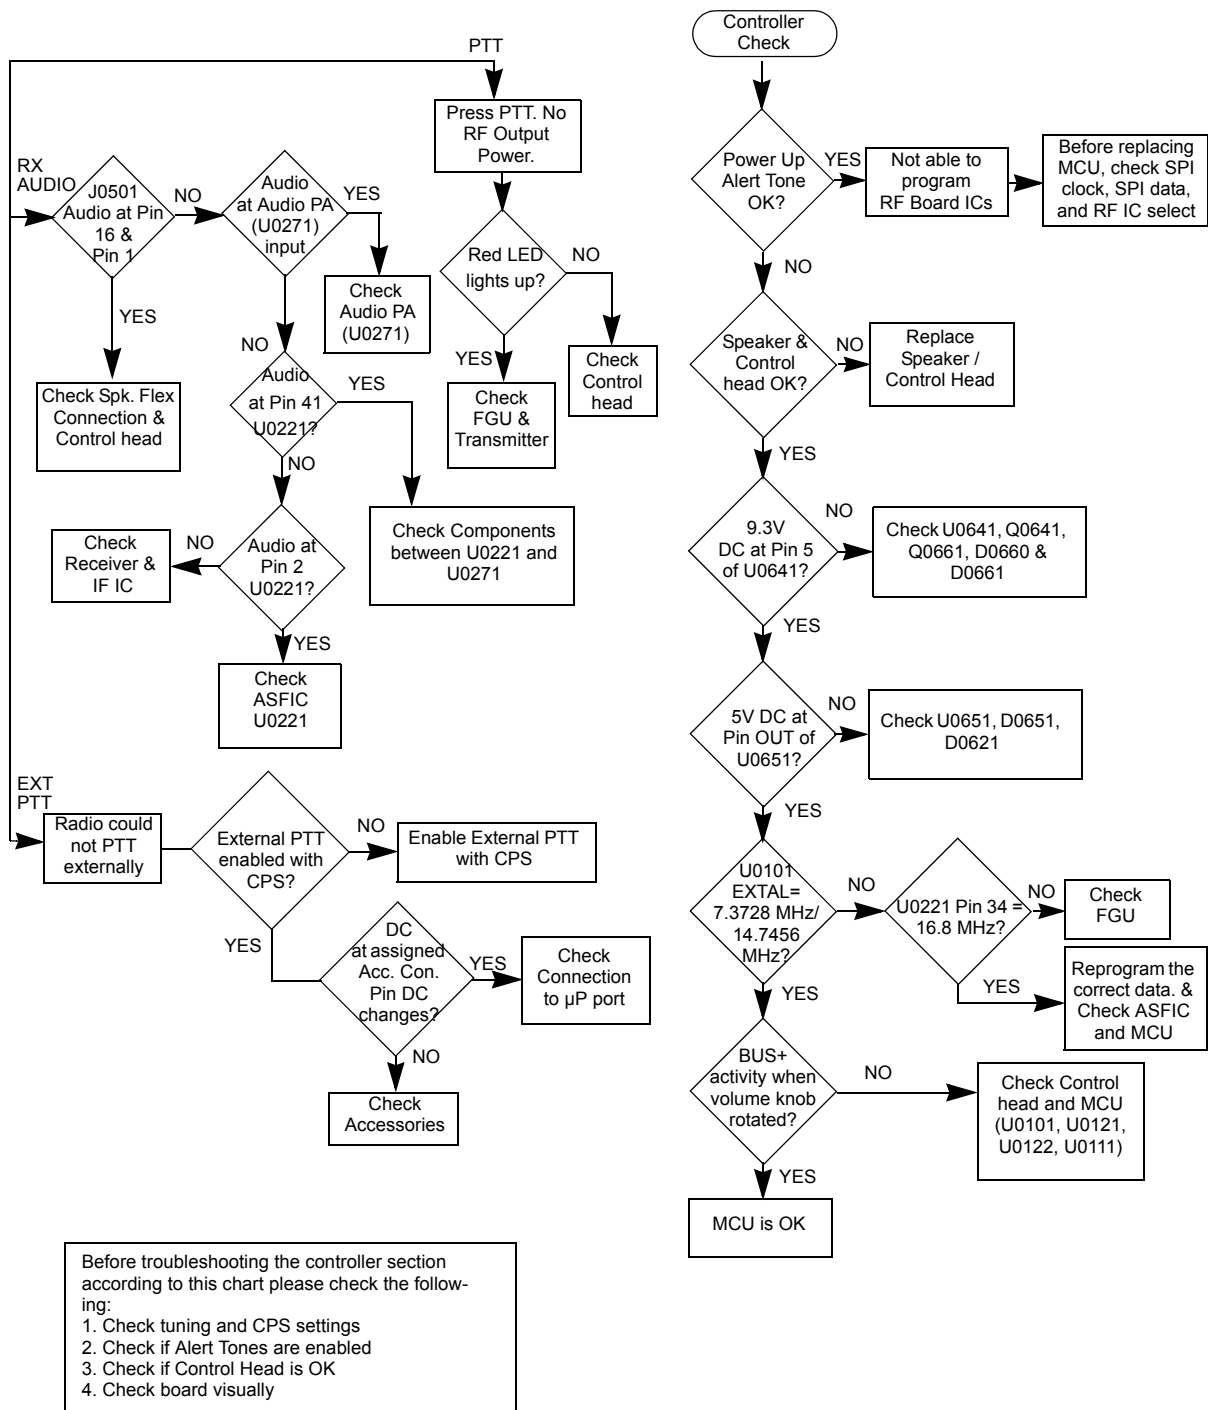 PTT
Press PTT. No
RF Output
Power.
RX
AUDIO
J0501
Audio at Pin
16 &
Pin 1
NO
Audio
at Audio PA
(U0271)
input
YES
Red LED
lights up?
NO
Check
Audio PA
(U0271)
YES
NO
YES
Check
Control
head
Check Spk. Flex
Connection &
Control head
Audio
at Pin 41
U0221?
YES
Check
FGU &
Transmitter
NO
Check
Receiver &
IF IC
NO
Audio at
Pin 2
U0221?
Check Components
between U0221 and
U0271
YES
Check
ASFIC
U0221
EXT
PTT
Radio could
not PTT
externally
External PTT
enabled with
CPS?
NO
Enable External PTT
with CPS
YES
DC
at assigned
Acc. Con.
Pin DC
changes?
YES
Check
Connection
to µP port
NO
Check
Accessories
Before troubleshooting the controller section
according to this chart please check the follow-
ing:
1. Check tuning and CPS settings
2. Check if Alert Tones are enabled
3. Check if Control Head is OK
4. Check board visually
Controller
Check
Power Up
Alert Tone
OK?
YES
Not able to
program
RF Board ICs
Before replacing
MCU, check SPI
clock, SPI data,
and RF IC select
NO
Speaker &
Control
head OK?
NO
Replace
Speaker /
Control Head
YES
9.3V
DC at Pin 5
of U0641?
NO
Check U0641, Q0641,
Q0661, D0660 &
D0661
YES
5V DC at
Pin OUT of
U0651?
NO
Check U0651, D0651,
D0621
YES
U0101
EXTAL=
7.3728 MHz/
14.7456
MHz?
NO
U0221 Pin 34 =
16.8 MHz?
NO
Check
FGU
YES
Reprogram the
correct data. &
Check ASFIC
and MCU
YES
BUS+
activity when
volume knob
rotated?
NO
Check Control
head and MCU
(U0101, U0121,
U0122, U0111)
YES
MCU is OK